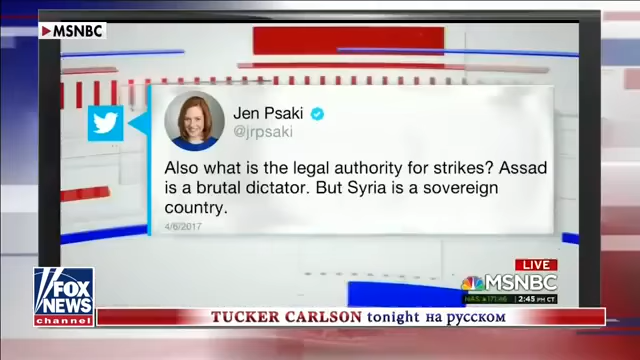 MSNBC
Jen Psaki
@jrpsaki
Also what is the legal authority for strikes? Assad
is a brutal dictator. But Syria is a sovereign
country.
4/6/2017
LIVE
MSNBC
2:45 PM CT
FOX
NEWS
channel
TUCKER CARLSON tonight на русском